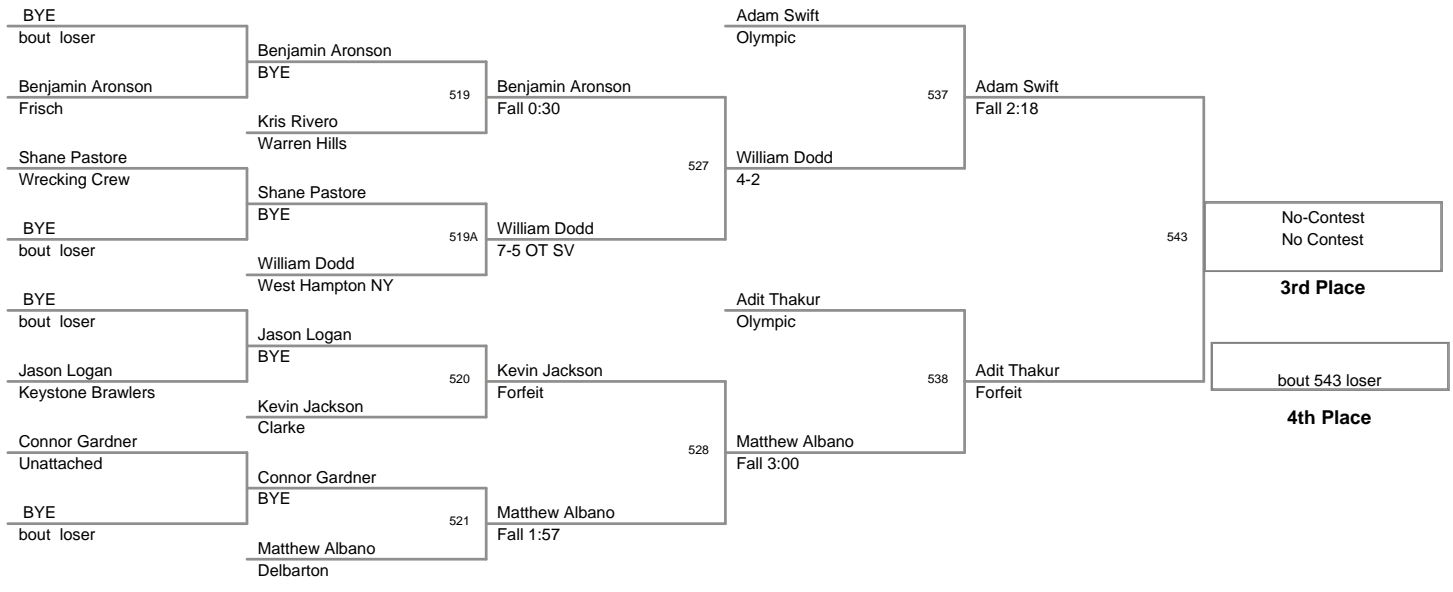 BYE
bout loser
Benjamin Aronson
Frisch
Shane Pastore
Wrecking Crew
BYE
bout loser
BYE
bout loser
Jason Logan
Keystone Brawlers
Connor Gardner
Unattached
BYE
bout loser
Benjamin Aronson
BYE
519
Kris Rivero
Warren Hills
Shane Pastore
BYE
519A
William Dodd
West Hampton NY
Jason Logan
BYE
520
Kevin Jackson
Clarke
Connor Gardner
BYE
521
Matthew Albano
Delbarton
Benjamin Aronson
Fall 0:30
527
William Dodd
7-5 OT SV
Kevin Jackson
Forfeit
528
Matthew Albano
Fall 1:57
Adam Swift
Olympic
537
William Dodd
4-2
Adit Thakur
Olympic
538
Matthew Albano
Fall 3:00
Adam Swift
Fall 2:18
543
Adit Thakur
Forfeit
No-Contest
No Contest
3rd Place
bout 543 loser
4th Place